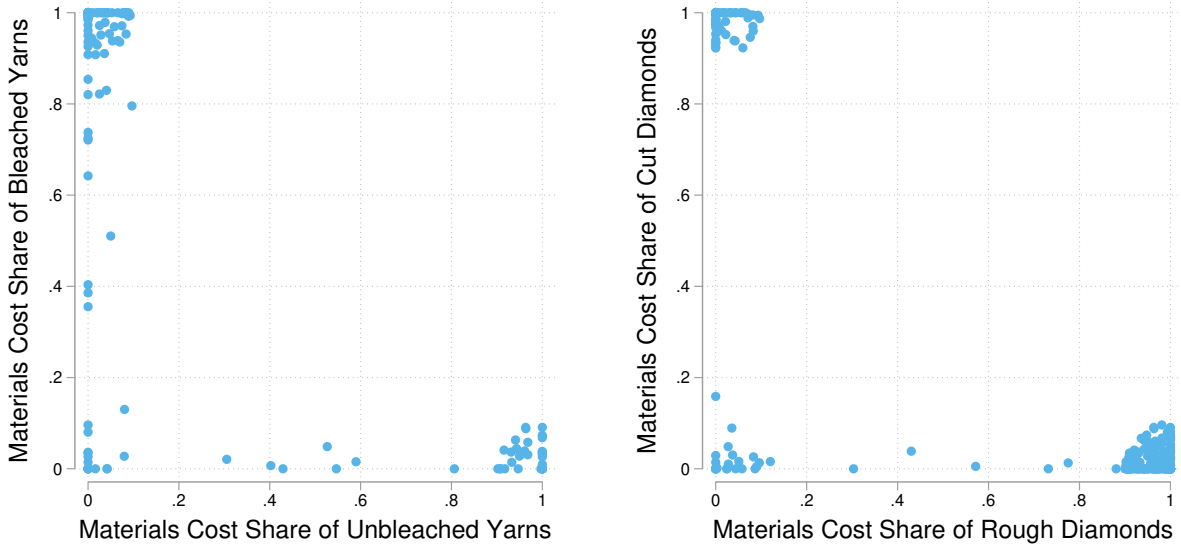 Materials Cost Share of Bleached Yarns
1
.8
.6
.4
.2
0
0 .2 .4 .6 .8 1
Materials Cost Share of Unbleached Yarns
Materials Cost Share of Cut Diamonds
1
.8
.6
.4
.2
0
0 .2 .4 .6 .8 1
Materials Cost Share of Rough Diamonds